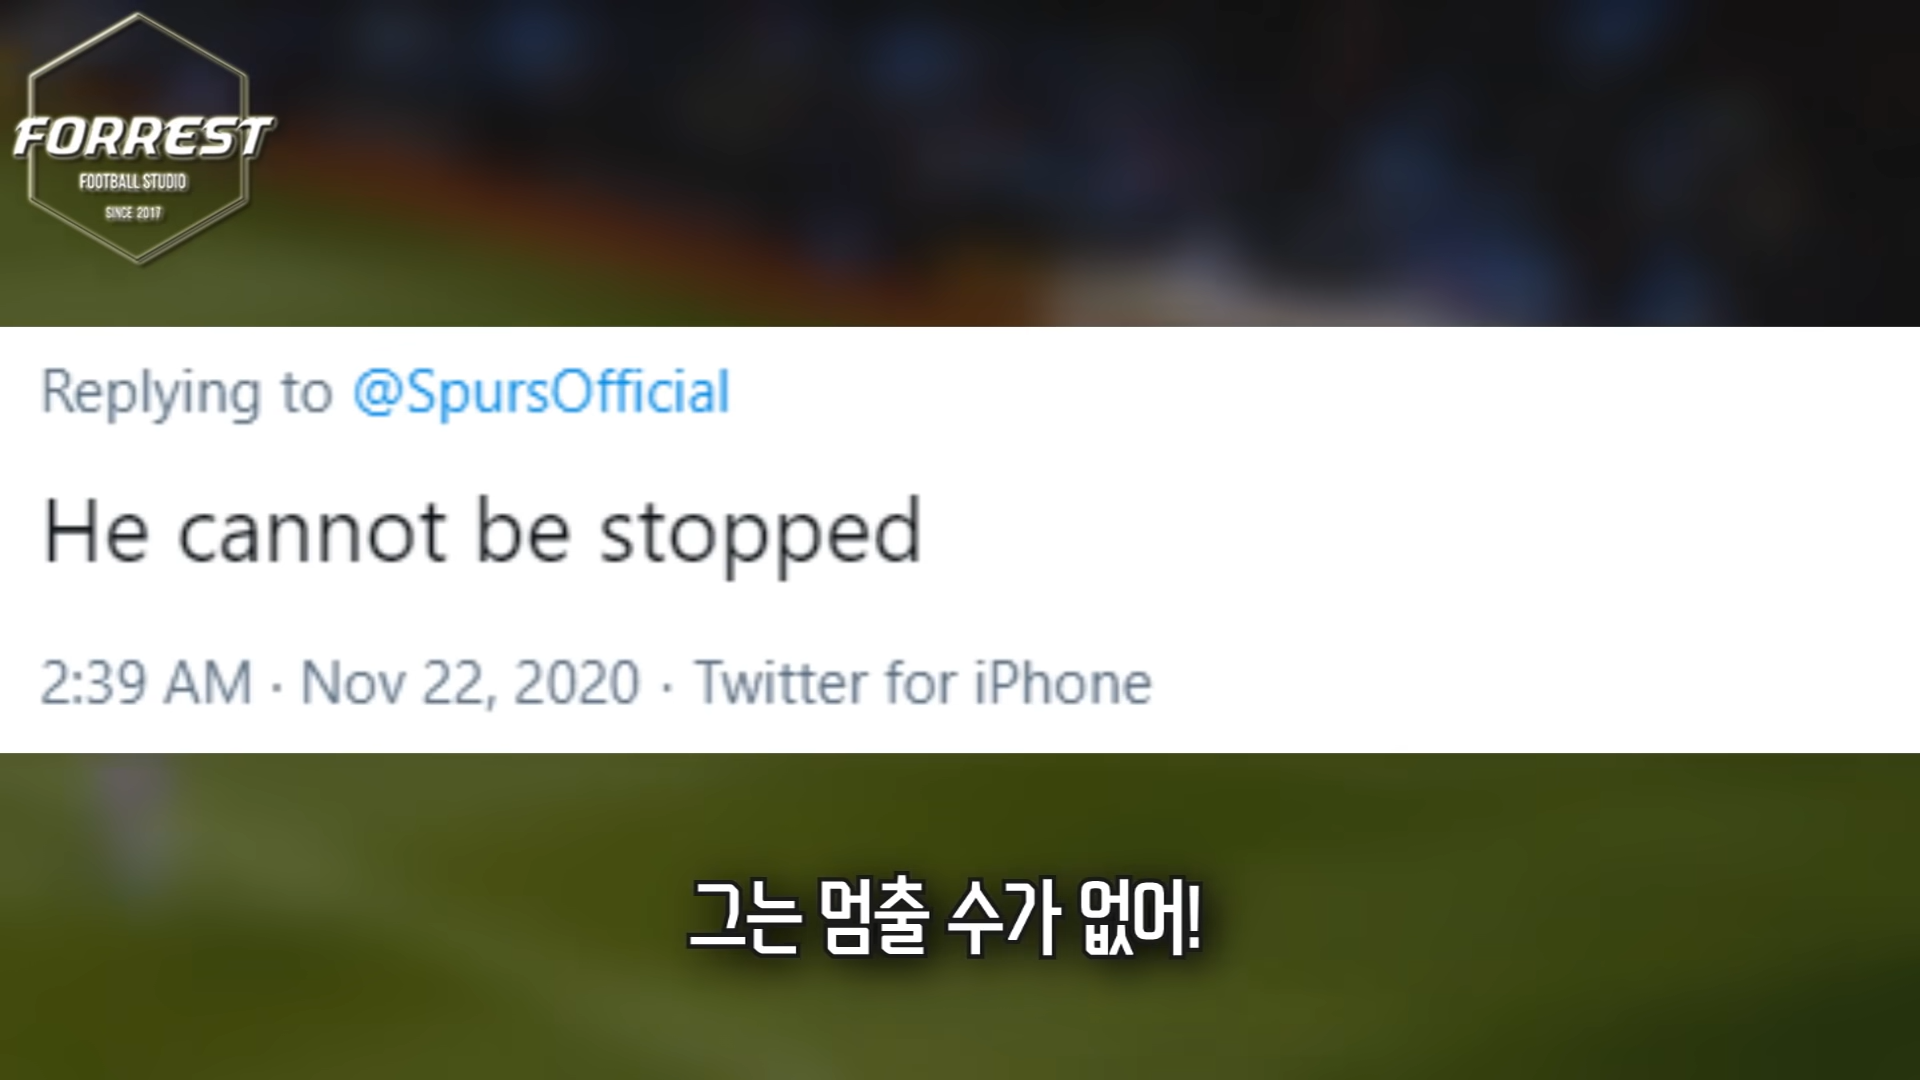 FORREST
FOOTBALL STUDIO
SINCE 2017
Replying to @SpursOfficial
He cannot be stopped
2:39 AM · Nov 22, 2020 · Twitter for iPhone
그는 멈출 수가 없어!